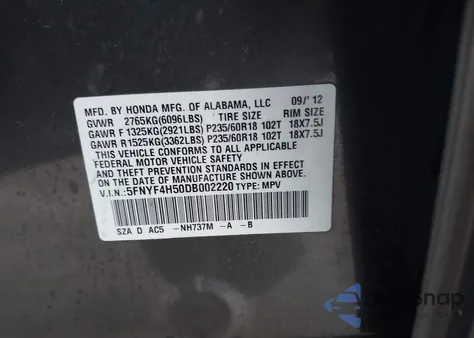 MFD. BY HONDA MFG. OF ALABAMA, LLC 09/'12
GVWR 2765KG(6096LBS) TIRE SIZE RIM SIZE
GAWR F 1325KG(2921LBS) P235/60R18 102T 18X7.5J
GAWR R1525KG(3362LBS) P235/60R18 102T 18X7.5J
THIS VEHICLE CONFORMS TO ALL APPLICABLE
FEDERAL MOTOR VEHICLE SAFETY AND
THEFT PREVENTION STANDARDS IN EFFECT ON
THE DATE OF MANUFACTURE SHOWN ABOVE.
V.I.N.:5FNYF4H50DB002220 TYPE: MPV
SZA D AC5 -NH737M -A -B